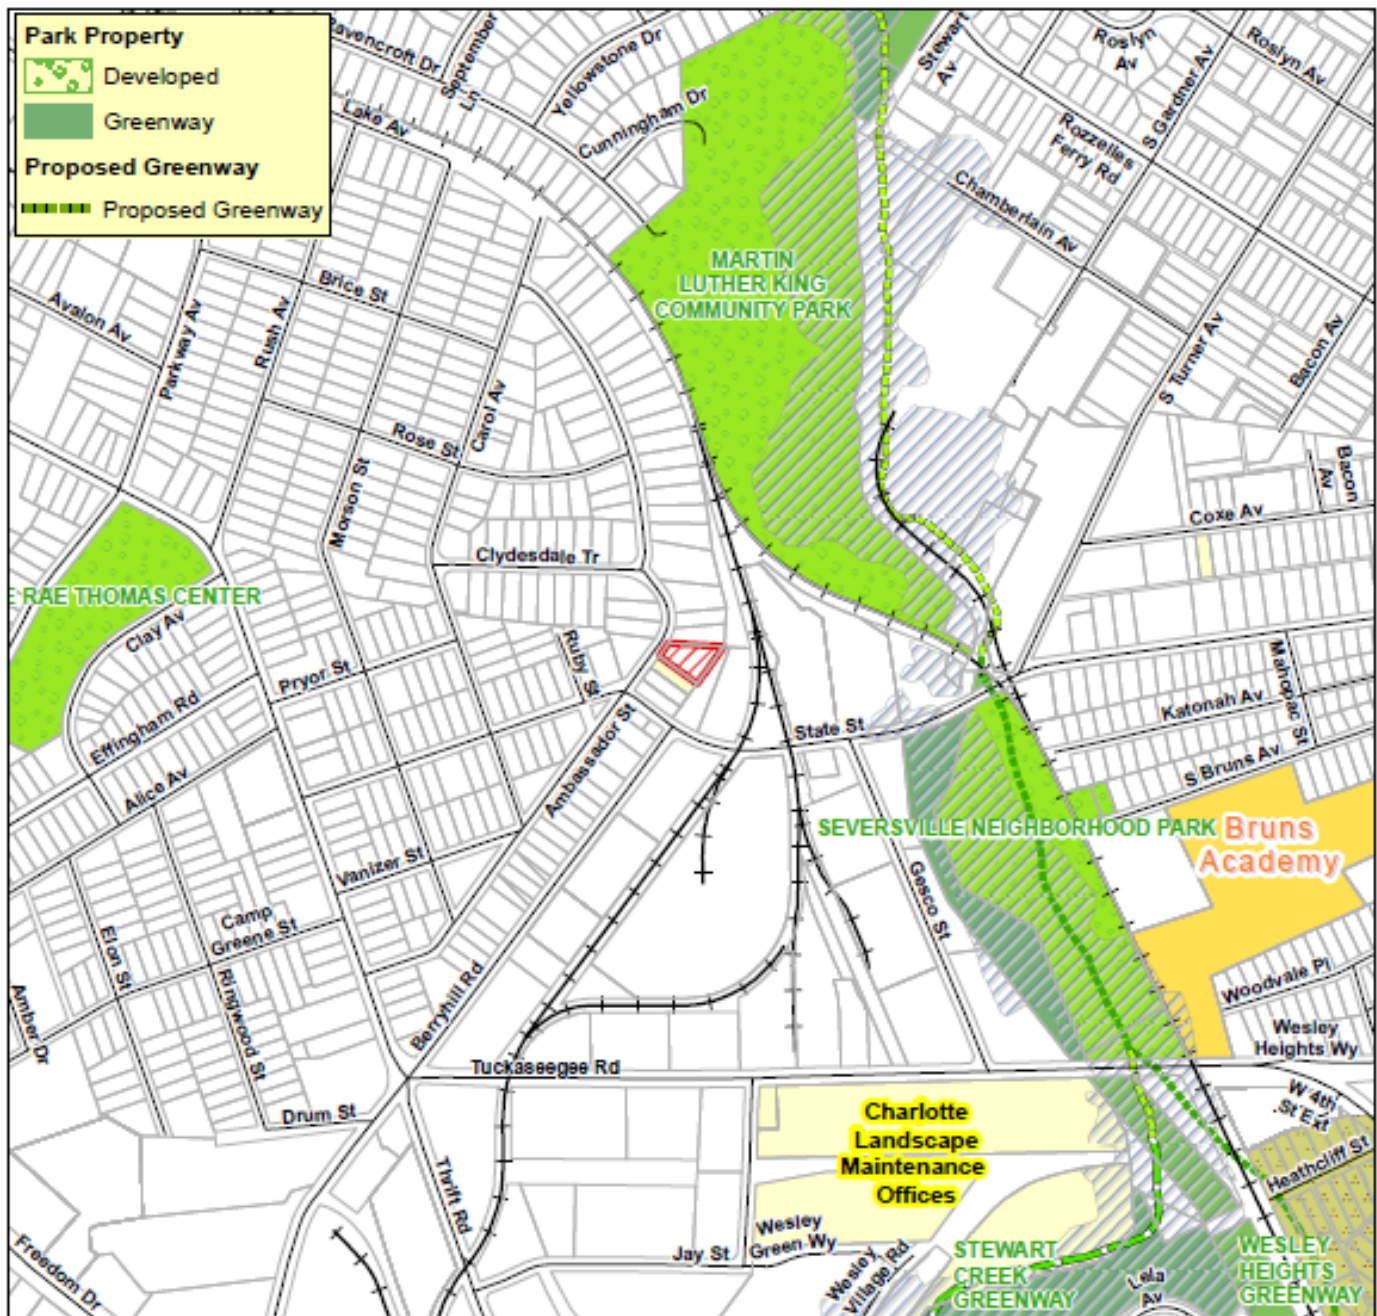 Park Property
Developed
Greenway
Proposed Greenway
Proposed Greenway
avencroft Dr
September
Ln
Yellowstone Dr
Cunningham Dr
Lake Av
Stewart
Av
Roslyn
Av
S Gardner Av
Roslyn Av
Rozzelles
Ferry Rd
Chamberlain Av
MARTIN
LUTHER KING
COMMUNITY PARK
Avalon Av
Parkway Av
Brice St
Rush Av
Carol Av
Rose St
Morson St
S Turner Av
Bacon Av
Bacon
Av
Coxe Av
Clydesdale Tr
E RAE THOMAS CENTER
Clay Av
Pryor St
Ruby St
Effingham Rd
Alice Av
Ambassador St
State St
Mahopac St
Katonah Av
S Bruns Av
SEVERSVILLE NEIGHBORHOOD PARK
Bruns
Academy
Vanizer St
Gesco St
Camp
Greene St
Elon St
Ringwood St
Amber Dr
Berryhill Rd
Woodvale Pl
Wesley
Heights Wy
Tuckaseegee Rd
Drum St
W 4th
St Ext
Heathcliff St
Charlotte
Landscape
Maintenance
Offices
Thrift Rd
Freedom Dr
Jay St
Wesley
Green Wy
Wesley
Village Rd
STEWART
CREEK
GREENWAY
Lela
Av
WESLEY
HEIGHTS
GREENWAY